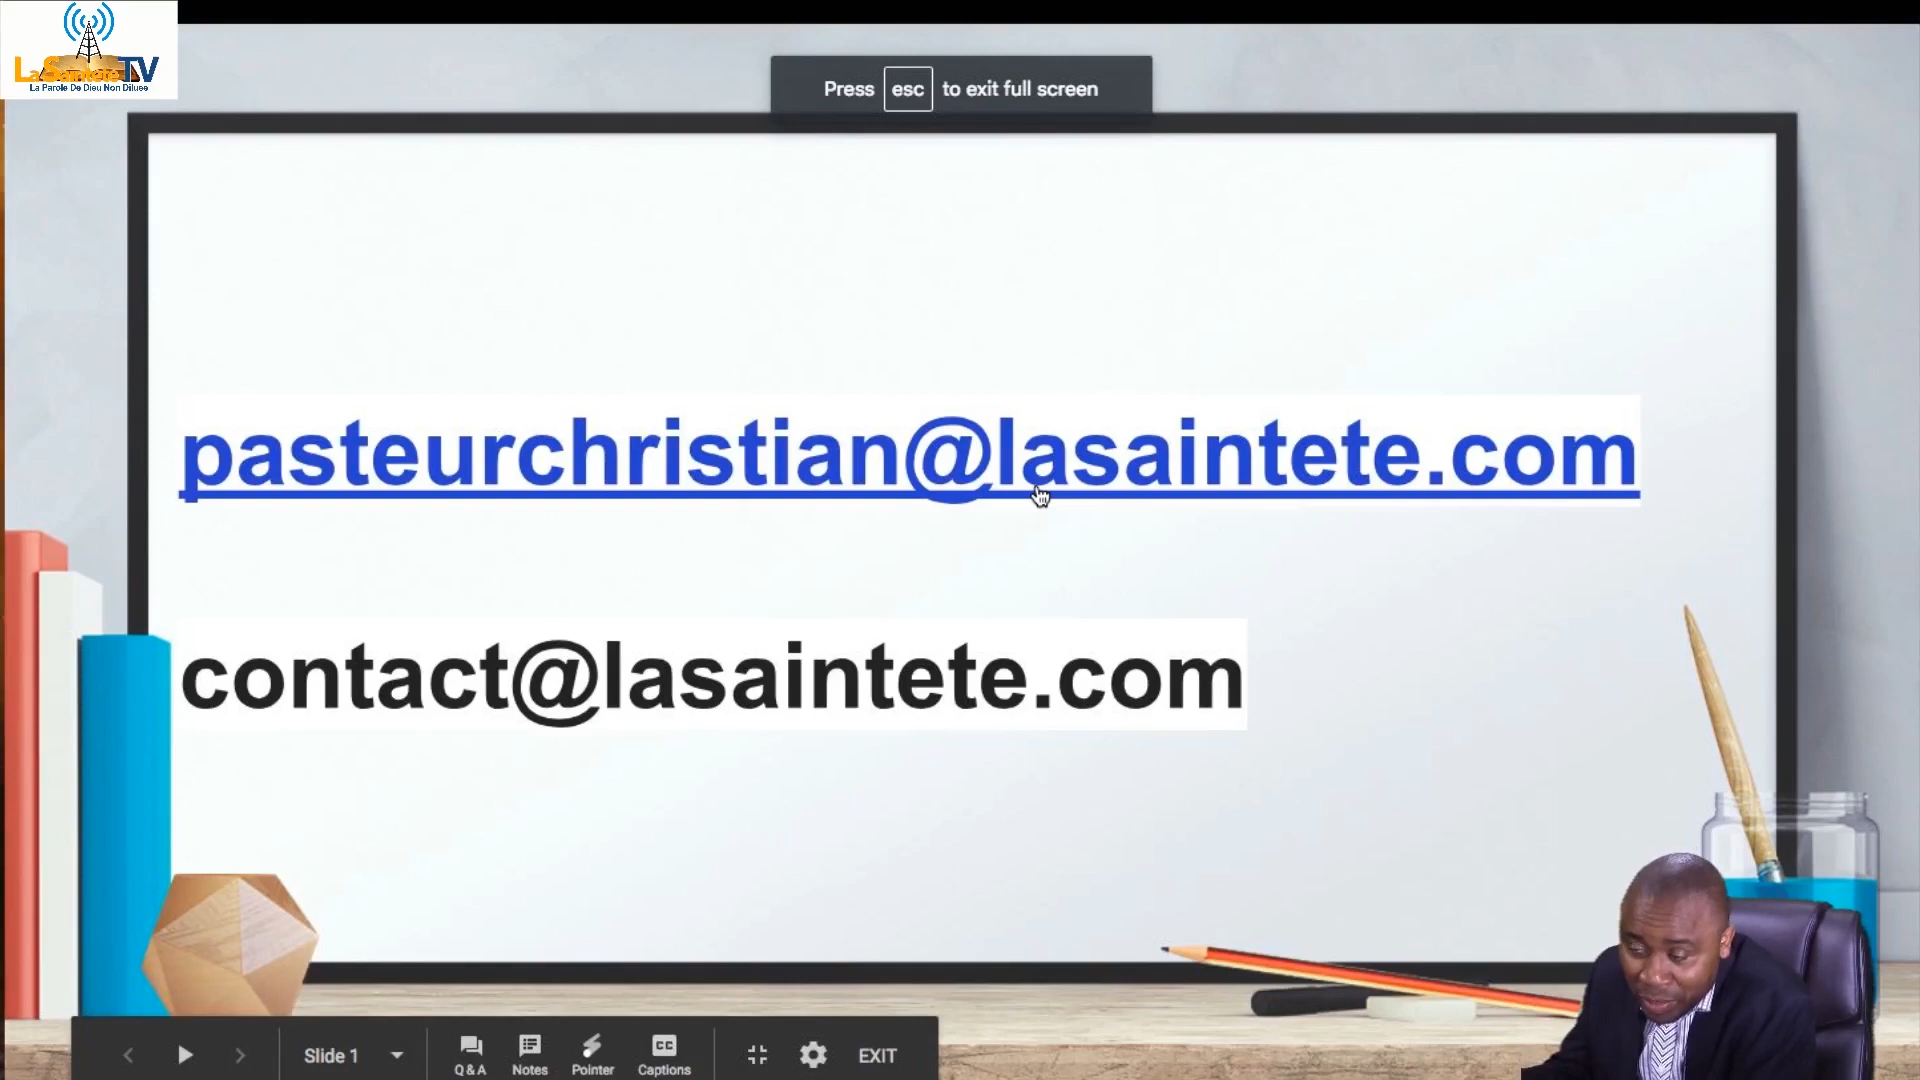 La Sainteté TV
La Parole De Dieu Non Diluée
Press esc to exit full screen
pasteurchristian@lasaintete.com
contact@lasaintete.com
Slide 1
Q & A
Notes
Pointer
CC
Captions
EXIT